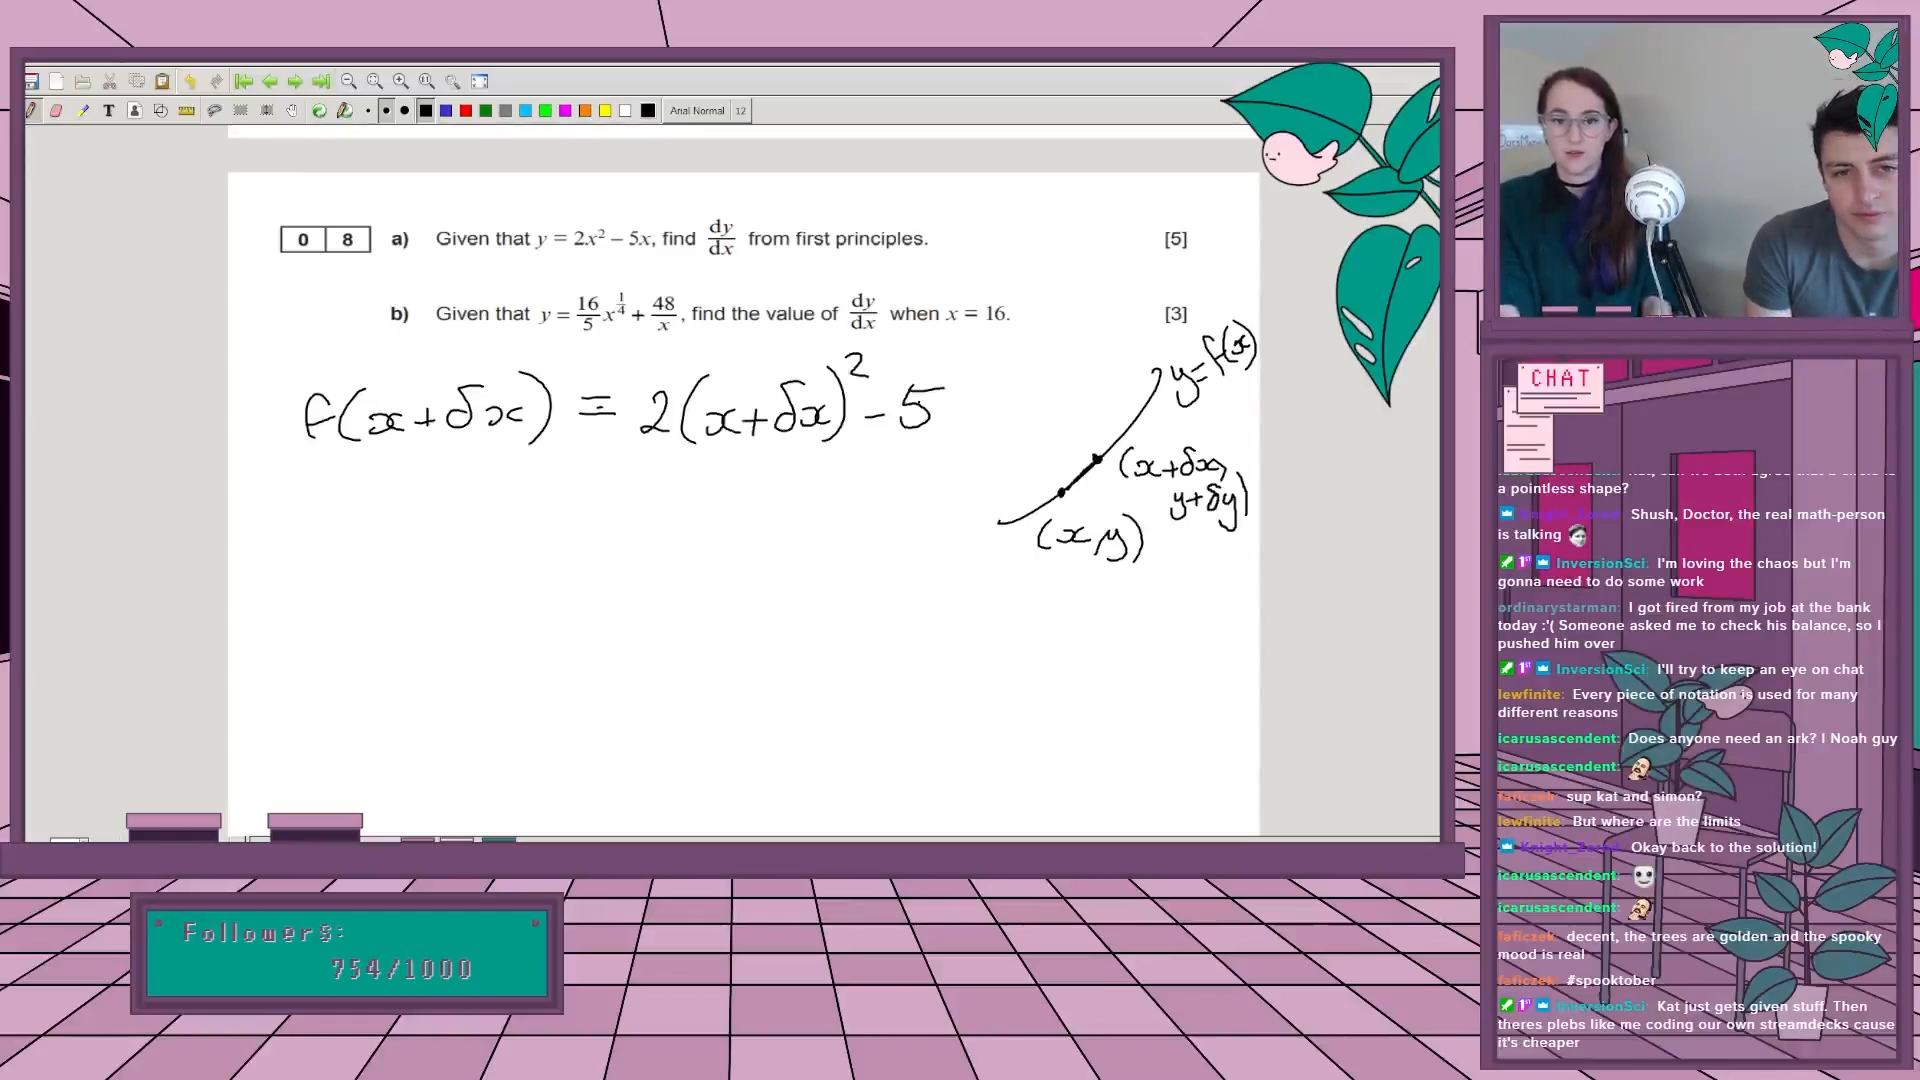 Arial Normal 12
0 8 a) Given that y = 2x² – 5x, find dy/dx from first principles. [5]
b) Given that y = 16/5 x^1/4 + 48/x, find the value of dy/dx when x = 16. [3]
f(x+δx) = 2(x+δx)² - 5
y=f(x)
(x+δx,
y+δy)
(x,y)
CHAT
a pointless shape?
Shush, Doctor, the real math-person
is talking
InversionSci: I'm loving the chaos but I'm
gonna need to do some work
ordinarystarman: I got fired from my job at the bank
today :'( Someone asked me to check his balance, so I
pushed him over
InversionSci: I'll try to keep an eye on chat
lewfinite: Every piece of notation is used for many
different reasons
icarusascendent: Does anyone need an ark? I Noah guy
icarusascendent:
faficzek: sup kat and simon?
lewfinite: But where are the limits
Knight_Zered: Okay back to the solution!
icarusascendent:
icarusascendent:
faficzek: decent, the trees are golden and the spooky
mood is real
faficzek: #spooktober
InversionSci: Kat just gets given stuff. Then
theres plebs like me coding our own streamdecks cause
it's cheaper
Followers:
754/1000